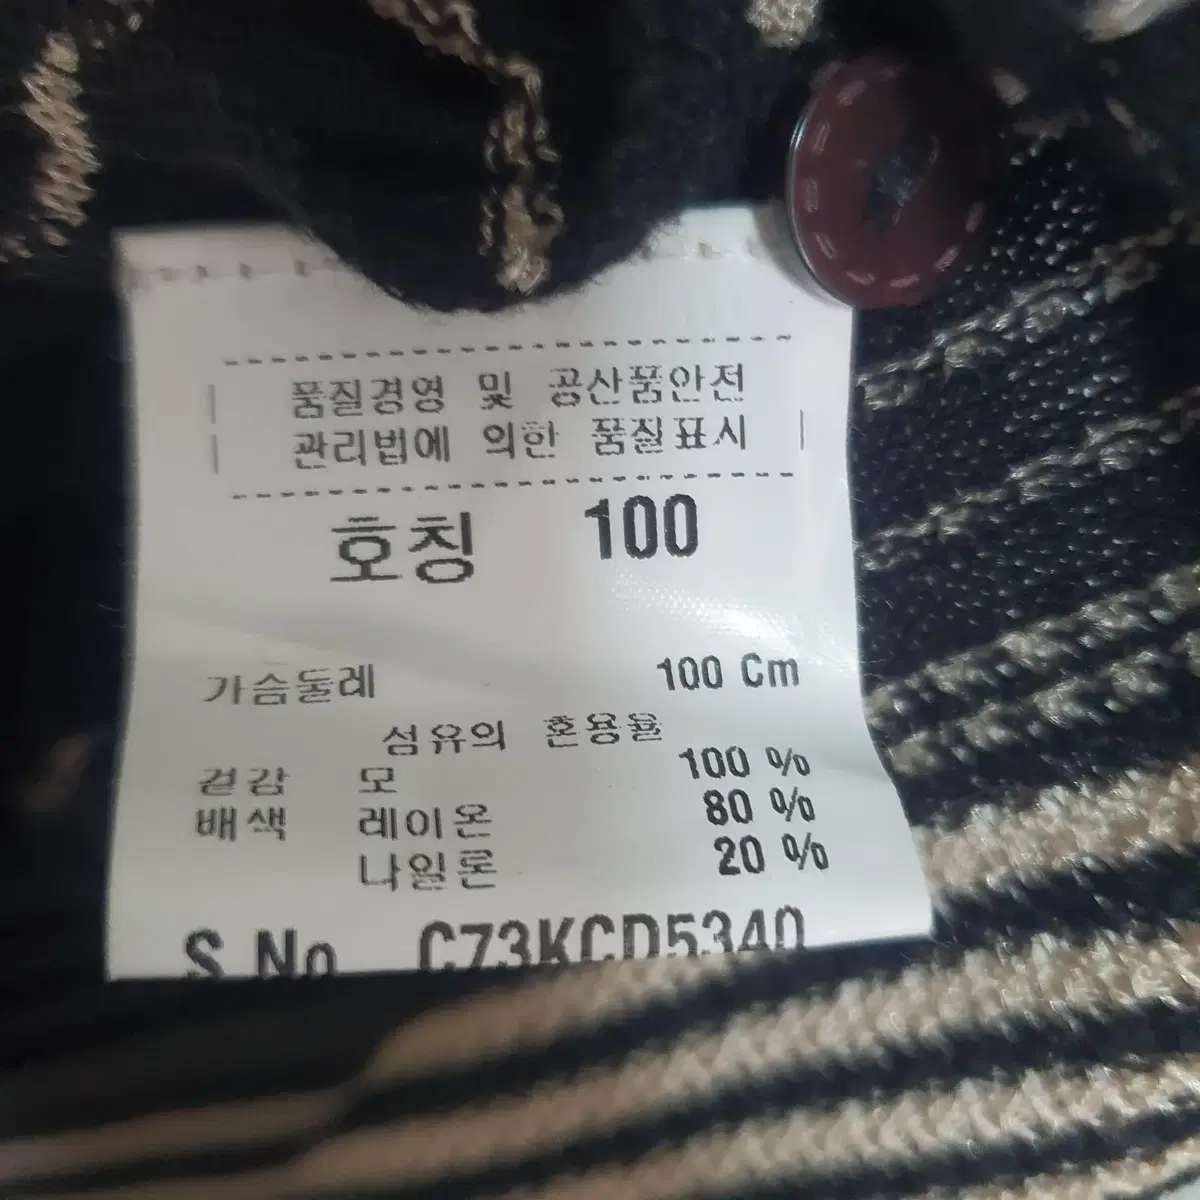 품질경영 및 공산품안전
관리법에 의한 품질표시
호칭 100
가슴둘레 100 Cm
섬유의 혼용율
겉감 모 100 %
배색 레이온 80 %
나일론 20 %
S.No C73KCD5340